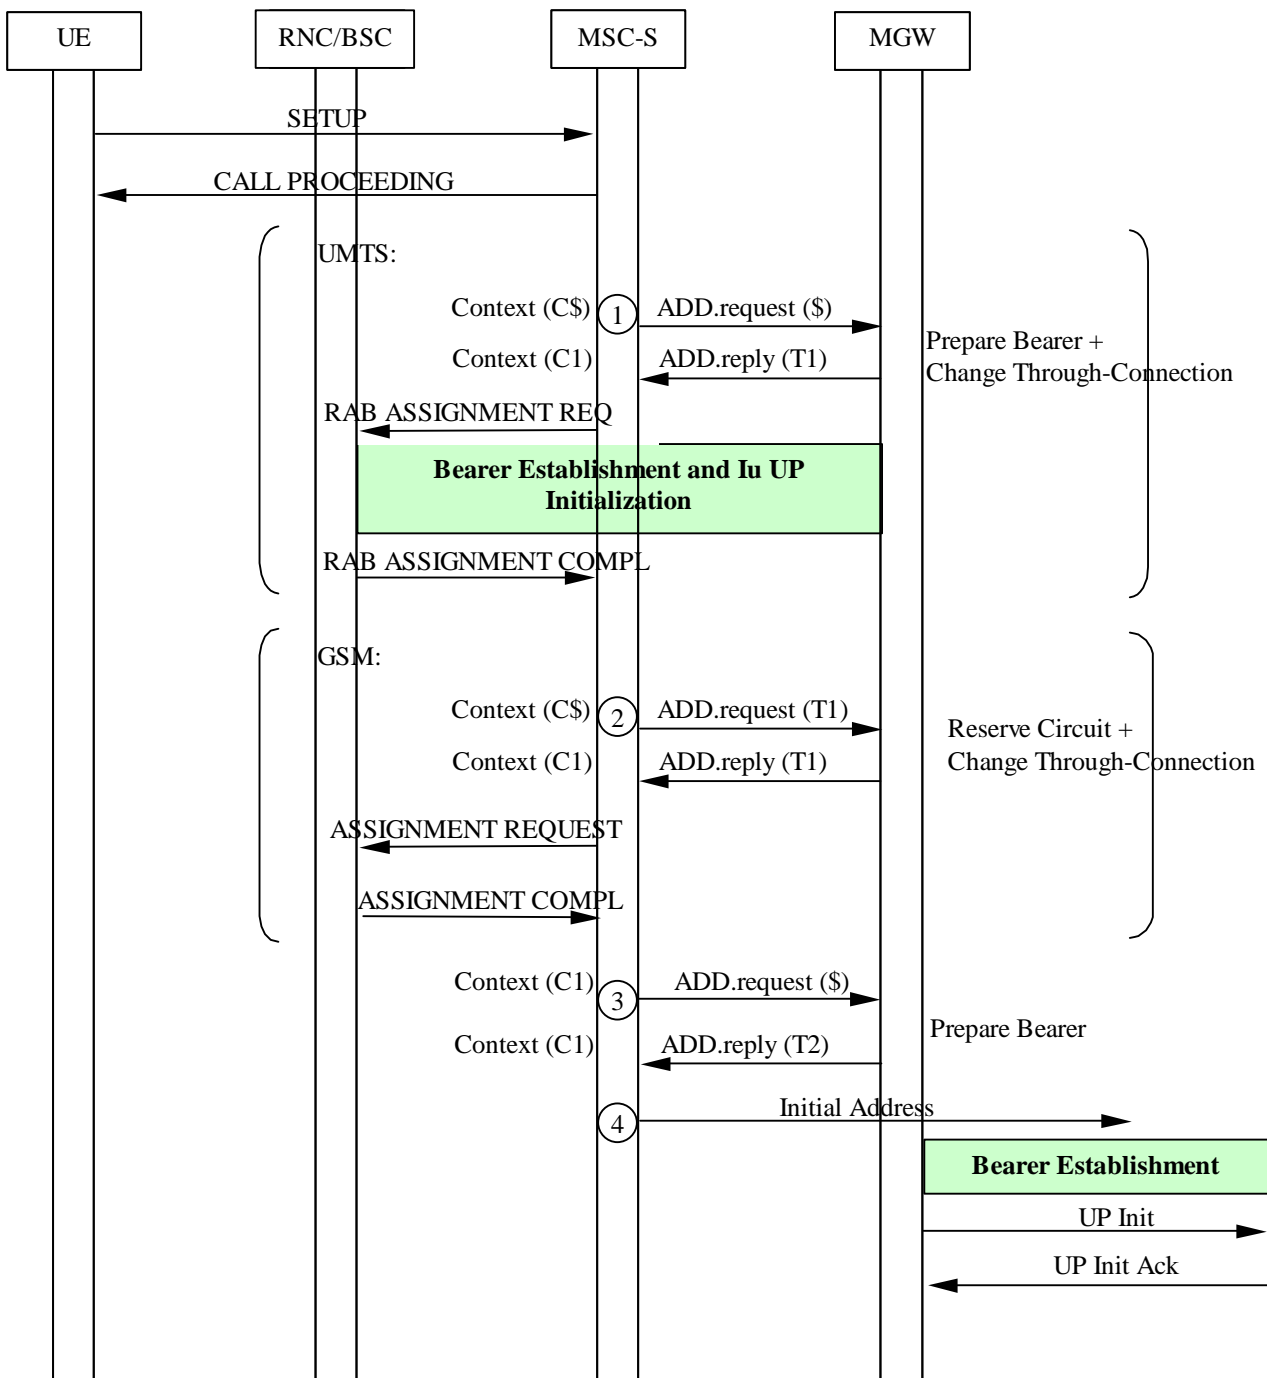 UE
RNC/BSC
MSC-S
MGW
SETUP
CALL PROCEEDING
UMTS:
Context (C$)
1
ADD.request ($)
Context (C1)
ADD.reply (T1)
Prepare Bearer +
Change Through-Connection
RAB ASSIGNMENT REQ
Bearer Establishment and Iu UP
Initialization
RAB ASSIGNMENT COMPL
GSM:
Context (C$)
2
ADD.request (T1)
Context (C1)
ADD.reply (T1)
Reserve Circuit +
Change Through-Connection
ASSIGNMENT REQUEST
ASSIGNMENT COMPL
Context (C1)
3
ADD.request ($)
Prepare Bearer
Context (C1)
ADD.reply (T2)
4
Initial Address
Bearer Establishment
UP Init
UP Init Ack